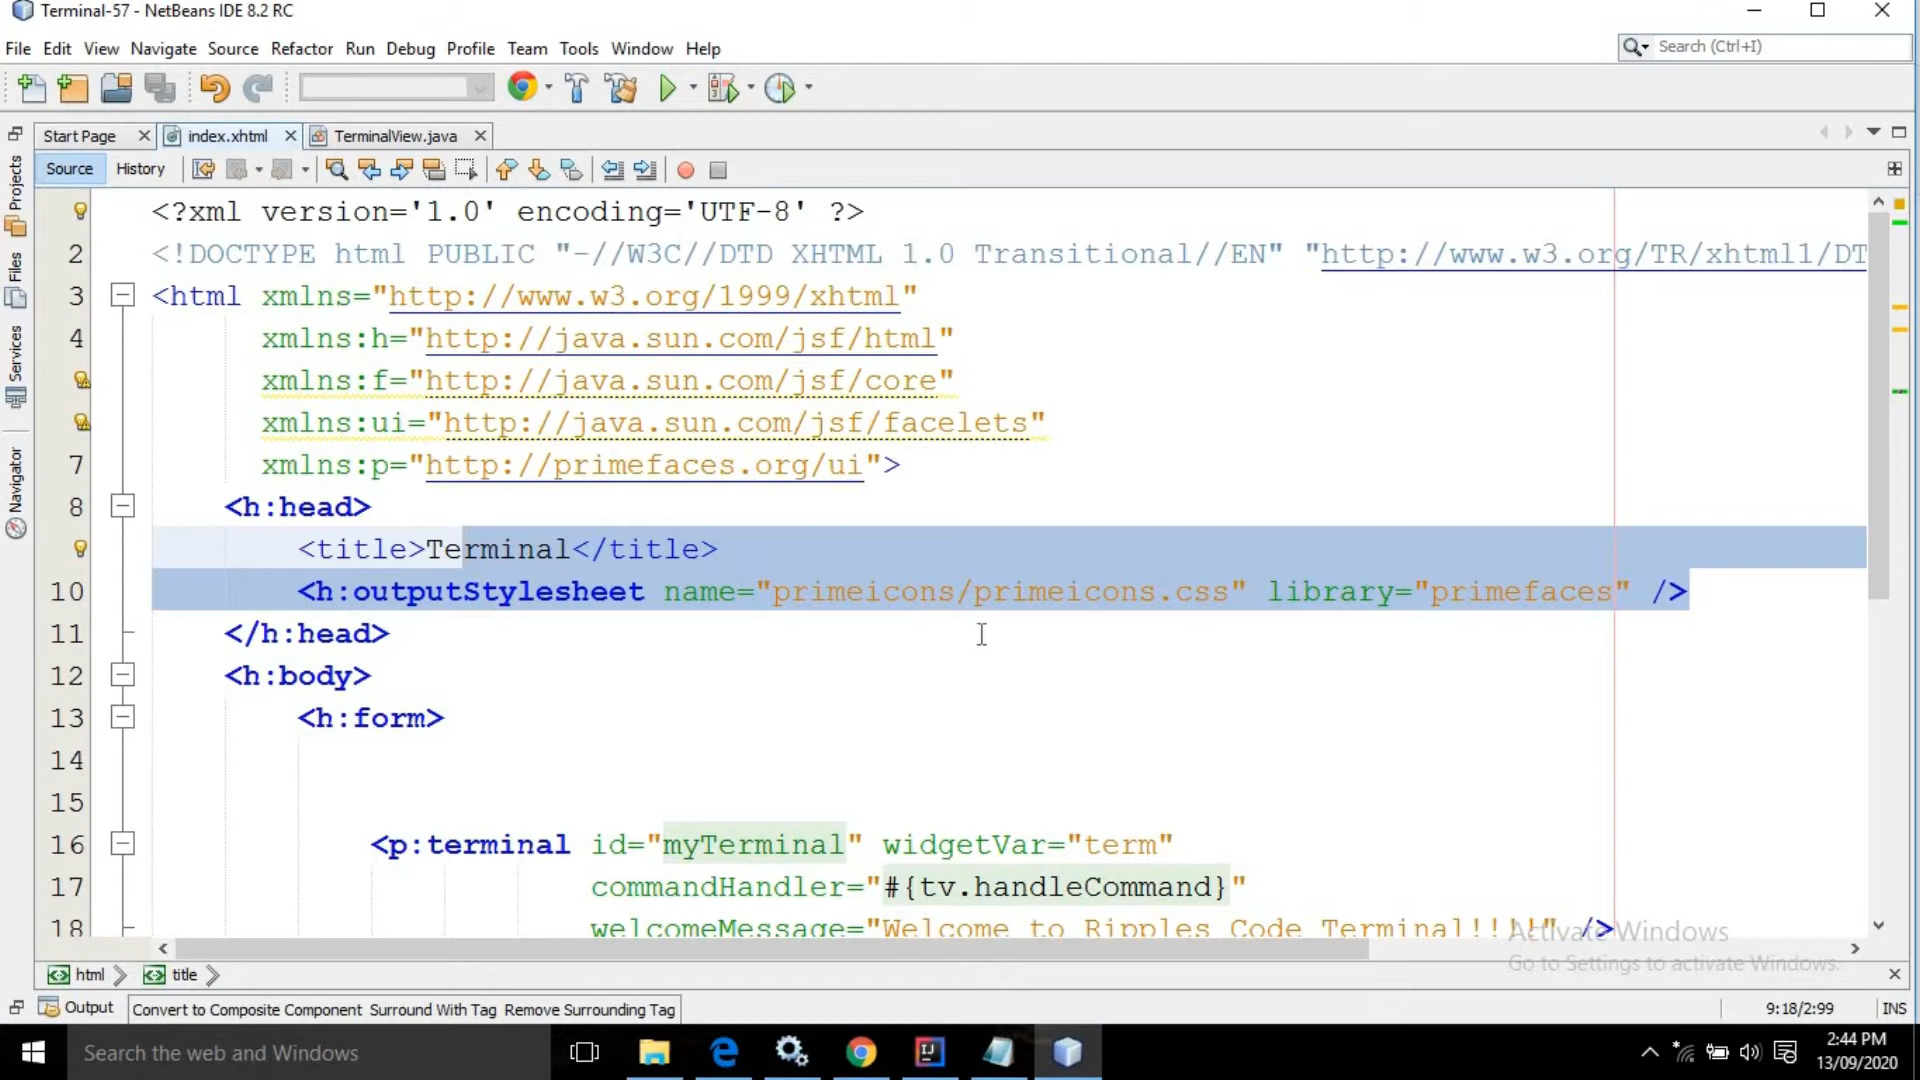 Terminal-57 - NetBeans IDE 8.2 RC
File Edit View Navigate Source Refactor Run Debug Profile Team Tools Window Help
Search (Ctrl+I)
Start Page index.xhtml TerminalView.java
Source History
Projects
Files
Services
Navigator
<?xml version='1.0' encoding='UTF-8' ?>
2 <!DOCTYPE html PUBLIC "-//W3C//DTD XHTML 1.0 Transitional//EN" "http://www.w3.org/TR/xhtml1/DT
3 <html xmlns="http://www.w3.org/1999/xhtml"
4 xmlns:h="http://java.sun.com/jsf/html"
xmlns:f="http://java.sun.com/jsf/core"
xmlns:ui="http://java.sun.com/jsf/facelets"
7 xmlns:p="http://primefaces.org/ui">
8 <h:head>
<title>Terminal</title>
10 <h:outputStylesheet name="primeicons/primeicons.css" library="primefaces" />
11 </h:head>
12 <h:body>
13 <h:form>
14
15
16 <p:terminal id="myTerminal" widgetVar="term"
17 commandHandler="#{tv.handleCommand}"
18 welcomeMessage="Welcome to Ripples Code Terminal!!!!" />
Activate Windows
Go to Settings to activate Windows.
html title
Output Convert to Composite Component Surround With Tag Remove Surrounding Tag 9:18/2:99 INS
Search the web and Windows
2:44 PM
13/09/2020